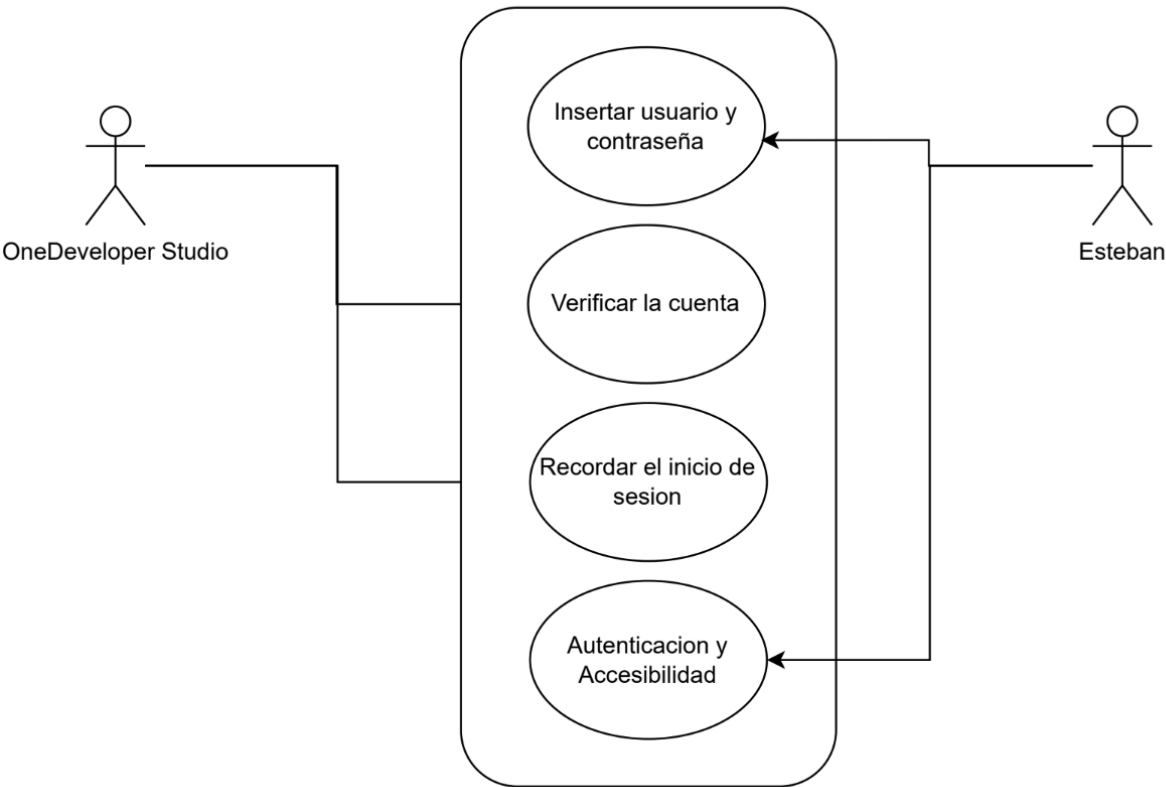 Insertar usuario y
contraseña
OneDeveloper Studio
Esteban
Verificar la cuenta
Recordar el inicio de
sesion
Autenticacion y
Accesibilidad